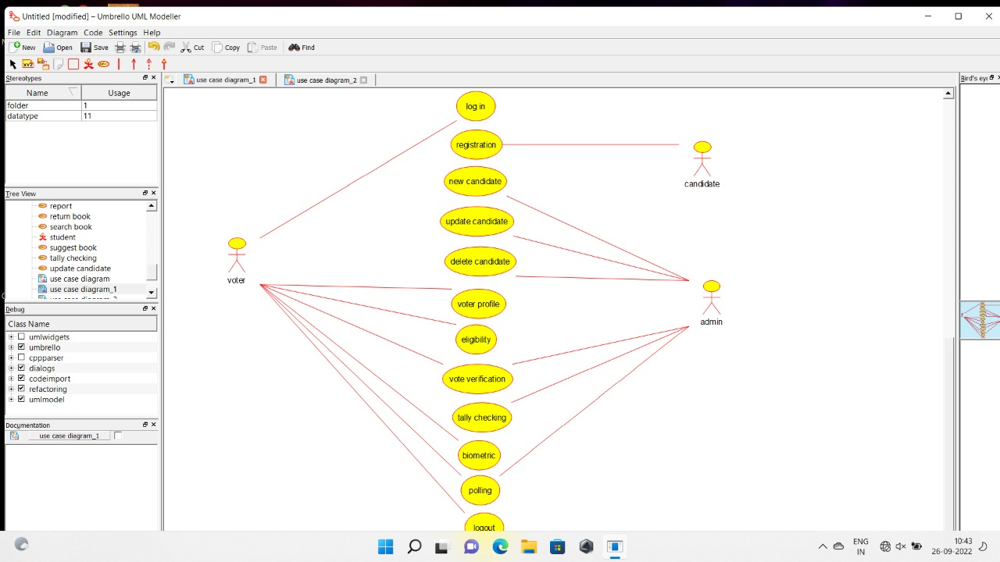 Untitled [modified] – Umbrello UML Modeller
File Edit Diagram Code Settings Help
New Open Save Cut Copy Paste Find
Stereotypes
Name Usage
folder 1
datatype 11
Tree View
report
return book
search book
student
suggest book
tally checking
update candidate
use case diagram
use case diagram_1
Debug
Class Name
umlwidgets
umbrello
cppparser
dialogs
codeimport
refactoring
umlmodel
Documentation
use case diagram_1
use case diagram_1 use case diagram_2
Bird's eye
log in
registration
new candidate
update candidate
delete candidate
voter profile
eligibility
vote verification
tally checking
biometric
polling
logout
voter
candidate
admin
ENG
IN
10:43
26-09-2022